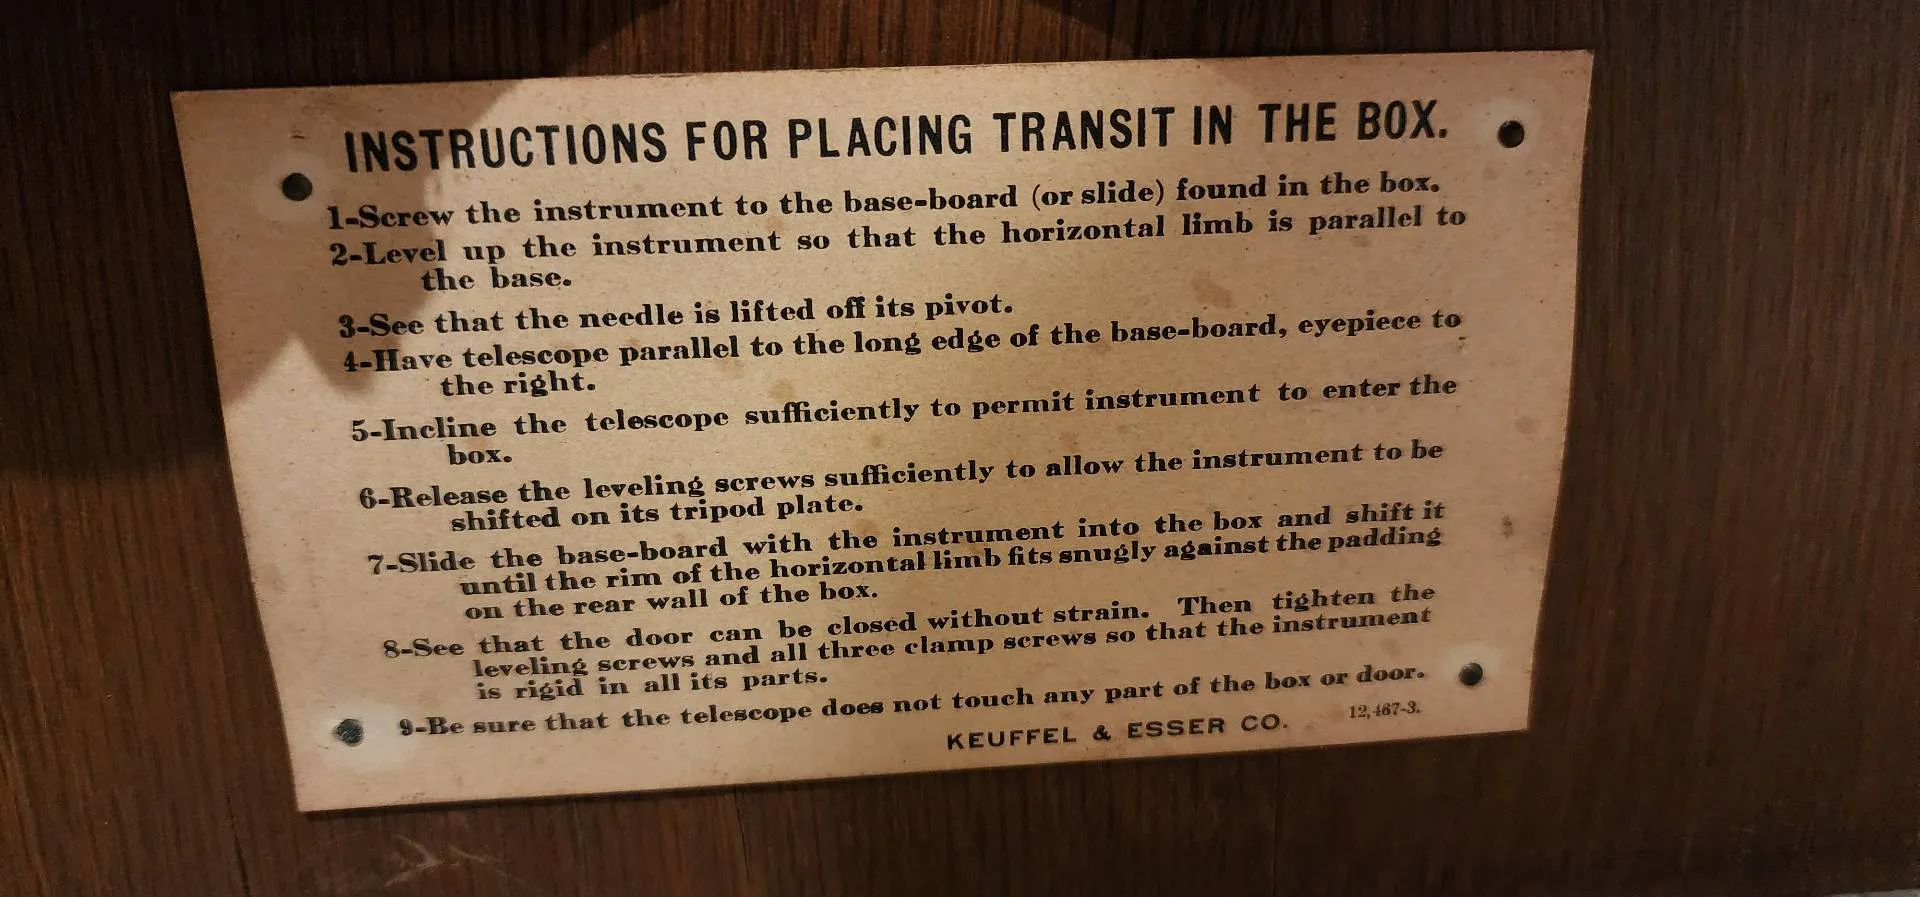 INSTRUCTIONS FOR PLACING TRANSIT IN THE BOX.
1-Screw the instrument to the base-board (or slide) found in the box.
2-Level up the instrument so that the horizontal limb is parallel to
the base.
3-See that the needle is lifted off its pivot.
4-Have telescope parallel to the long edge of the base-board, eyepiece to
the right.
5-Incline the telescope sufficiently to permit instrument to enter the
box.
6-Release the leveling screws sufficiently to allow the instrument to be
shifted on its tripod plate.
7-Slide the base-board with the instrument into the box and shift it
until the rim of the horizontal limb fits snugly against the padding
on the rear wall of the box.
8-See that the door can be closed without strain. Then tighten the
leveling screws and all three clamp screws so that the instrument
is rigid in all its parts.
9-Be sure that the telescope does not touch any part of the box or door.
KEUFFEL & ESSER CO. 12,467-3.